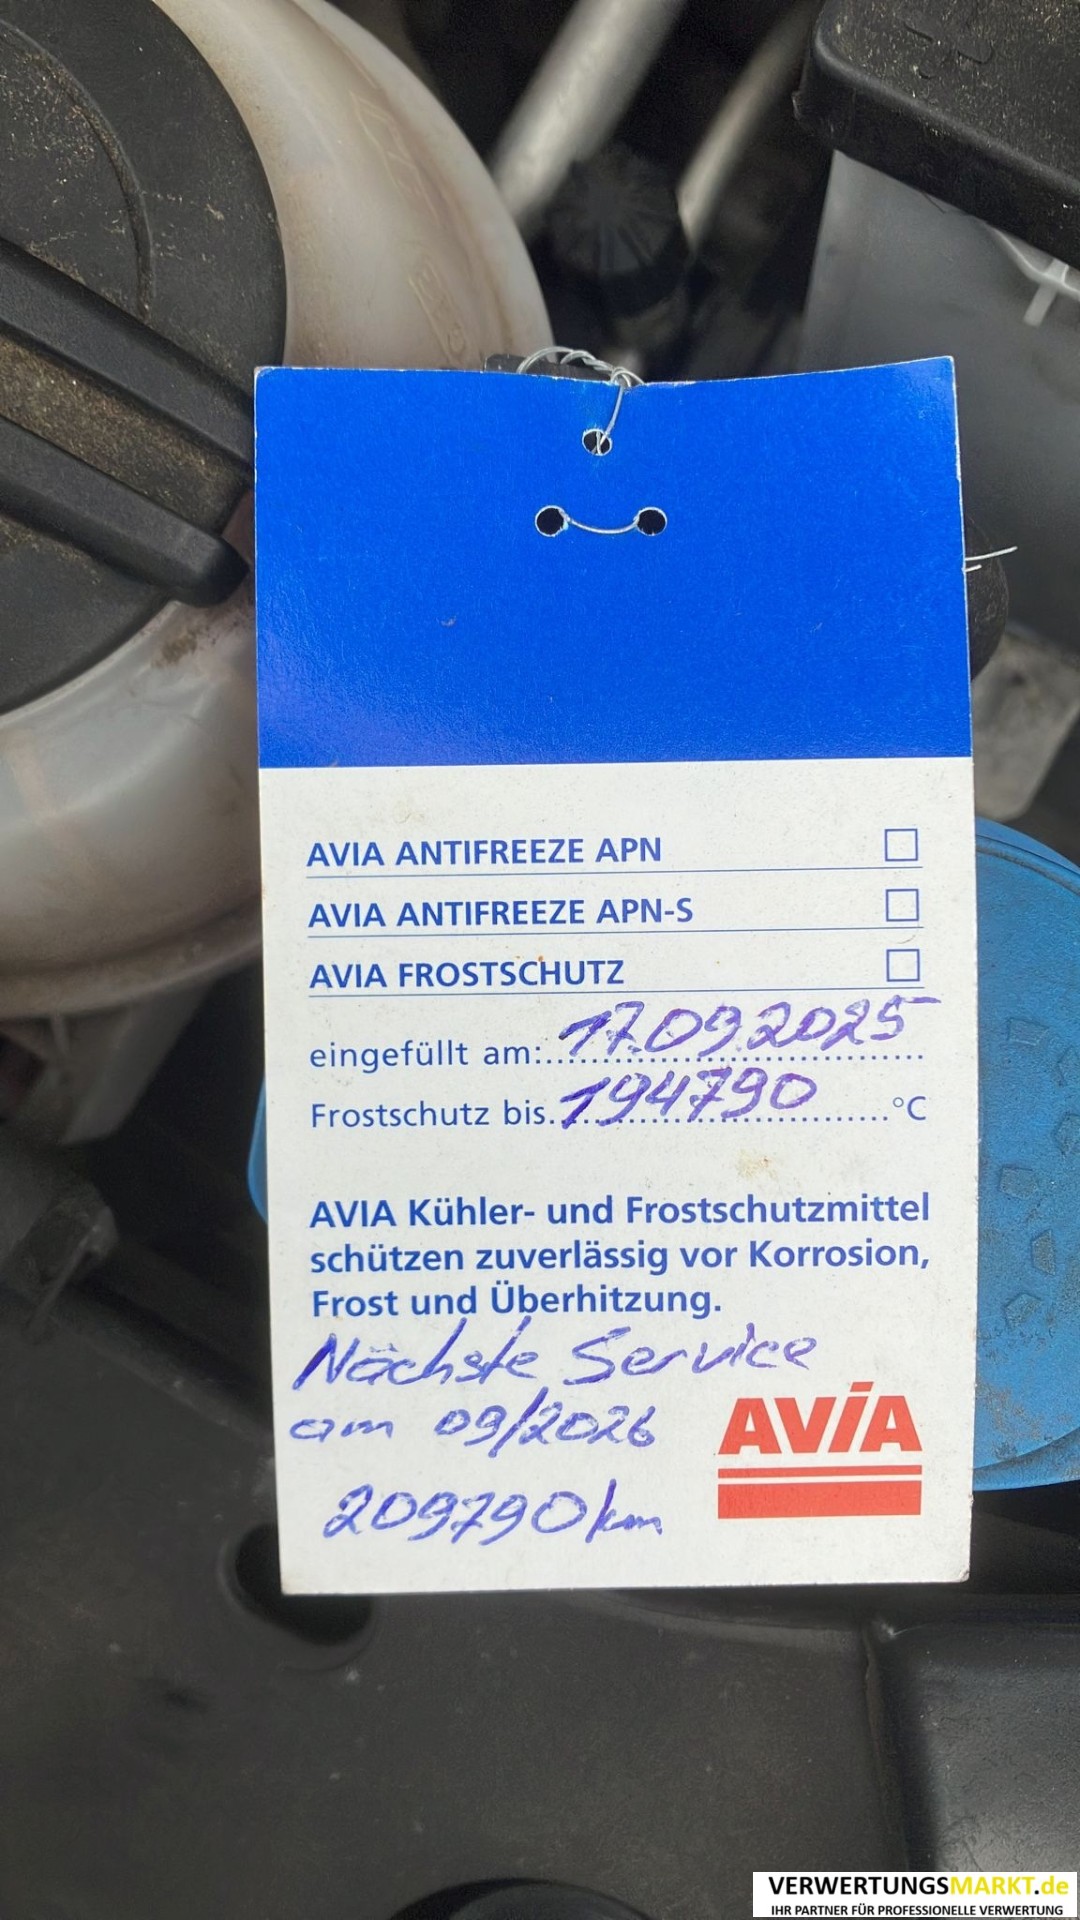 AVIA ANTIFREEZE APN
AVIA ANTIFREEZE APN-S
AVIA FROSTSCHUTZ
eingefüllt am: 17.09.2025
Frostschutz bis 194790 °C
AVIA Kühler- und Frostschutzmittel
schützen zuverlässig vor Korrosion,
Frost und Überhitzung.
Nächste Service
am 09/2026
209790 km
AVIA
VERWERTUNGSMARKT.de
IHR PARTNER FÜR PROFESSIONELLE VERWERTUNG